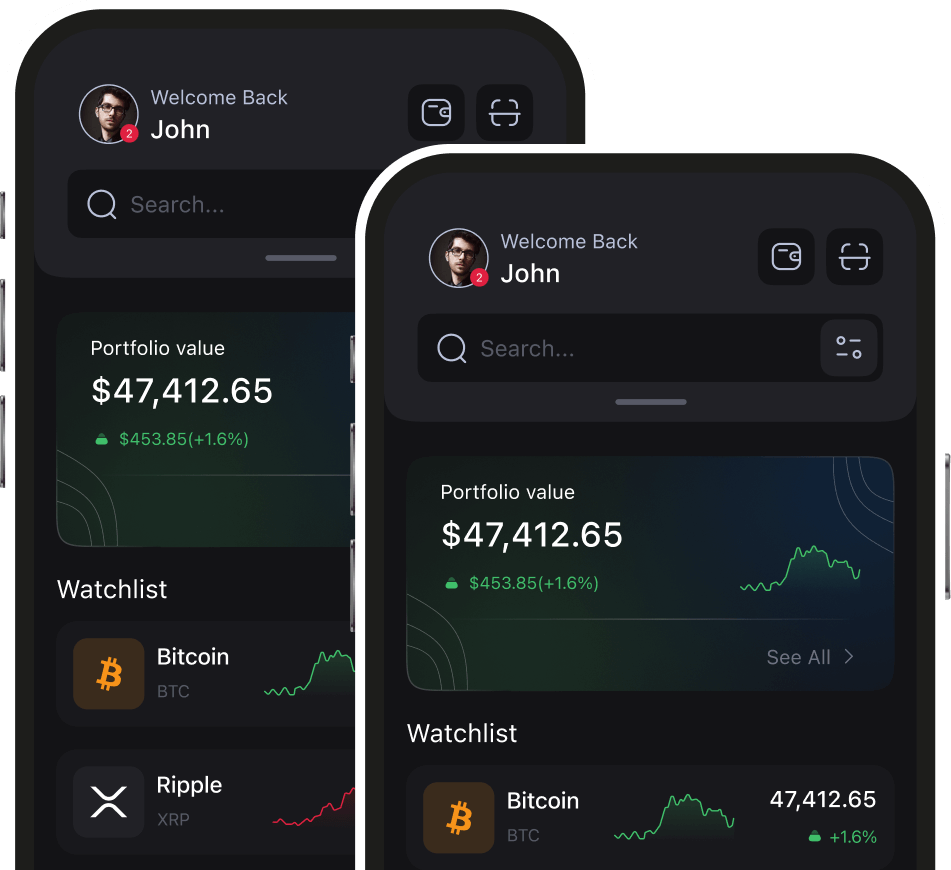 Welcome Back
John
2
Search...
Portfolio value
$47,412.65
$453.85(+1.6%)
Watchlist
Bitcoin
BTC
Ripple
XRP
Welcome Back
John
2
Search...
Portfolio value
$47,412.65
$453.85(+1.6%)
See All
Watchlist
Bitcoin
BTC
47,412.65
+1.6%